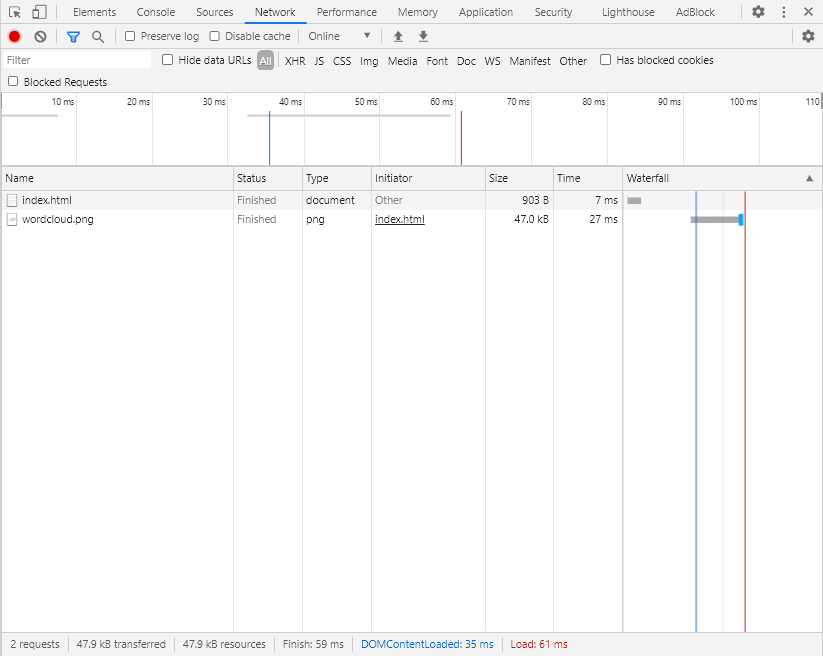 Elements Console Sources Network Performance Memory Application Security Lighthouse AdBlock
Preserve log Disable cache Online
Filter Hide data URLs All XHR JS CSS Img Media Font Doc WS Manifest Other Has blocked cookies
Blocked Requests
10 ms 20 ms 30 ms 40 ms 50 ms 60 ms 70 ms 80 ms 90 ms 100 ms 110
Name Status Type Initiator Size Time Waterfall
index.html Finished document Other 903 B 7 ms
wordcloud.png Finished png index.html 47.0 kB 27 ms
2 requests 47.9 kB transferred 47.9 kB resources Finish: 59 ms DOMContentLoaded: 35 ms Load: 61 ms